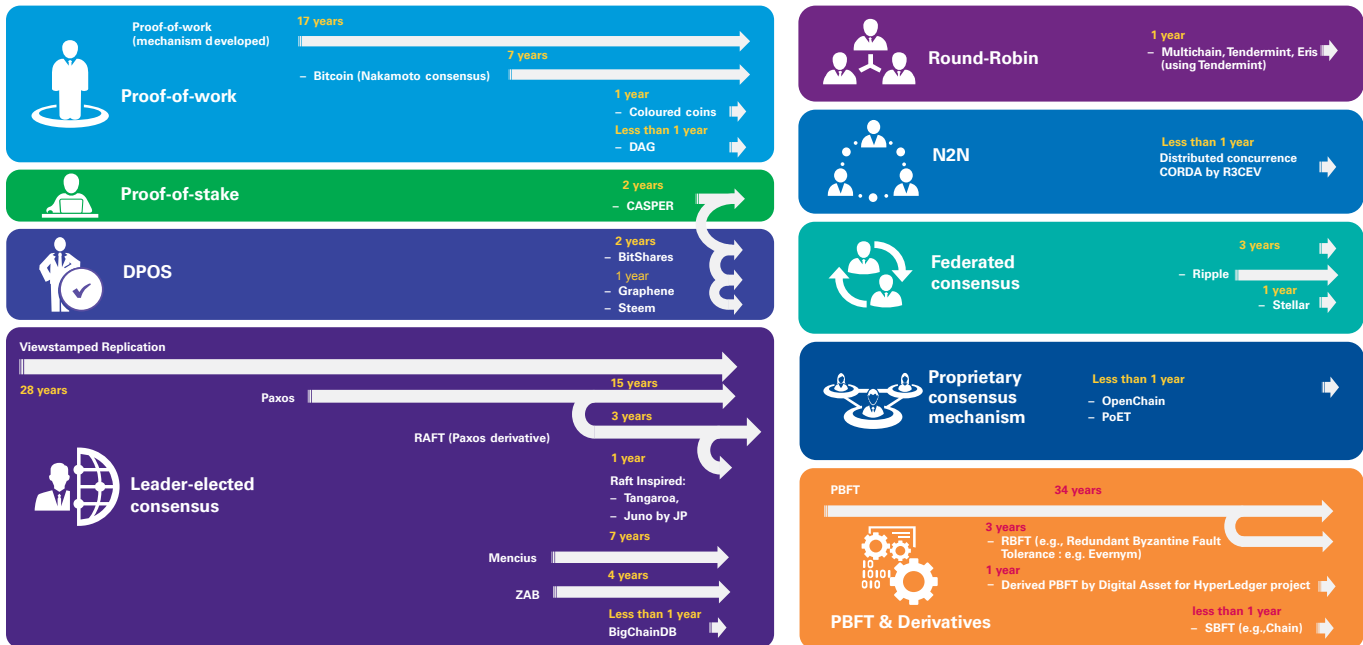 17 years
Proof-of-work
(mechanism developed)
7 years
– Bitcoin (Nakamoto consensus)
Proof-of-work
1 year
– Coloured coins
Less than 1 year
– DAG
Proof-of-stake
2 years
– CASPER
DPOS
2 years
– BitShares
1 year
– Graphene
– Steem
Viewstamped Replication
28 years
15 years
Paxos
3 years
RAFT (Paxos derivative)
1 year
Raft Inspired:
– Tangaroa,
– Juno by JP
Leader-elected
consensus
7 years
Mencius
4 years
ZAB
Less than 1 year
BigChainDB
Round-Robin
1 year
– Multichain, Tendermint, Eris
(using Tendermint)
N2N
Less than 1 year
Distributed concurrence
CORDA by R3CEV
Federated
consensus
3 years
– Ripple
1 year
– Stellar
Proprietary
consensus
mechanism
Less than 1 year
– OpenChain
– PoET
PBFT
34 years
3 years
– RBFT (e.g., Redundant Byzantine Fault
Tolerance : e.g. Evernym)
1 year
– Derived PBFT by Digital Asset for HyperLedger project
10
10101
010
less than 1 year
– SBFT (e.g.,Chain)
PBFT & Derivatives